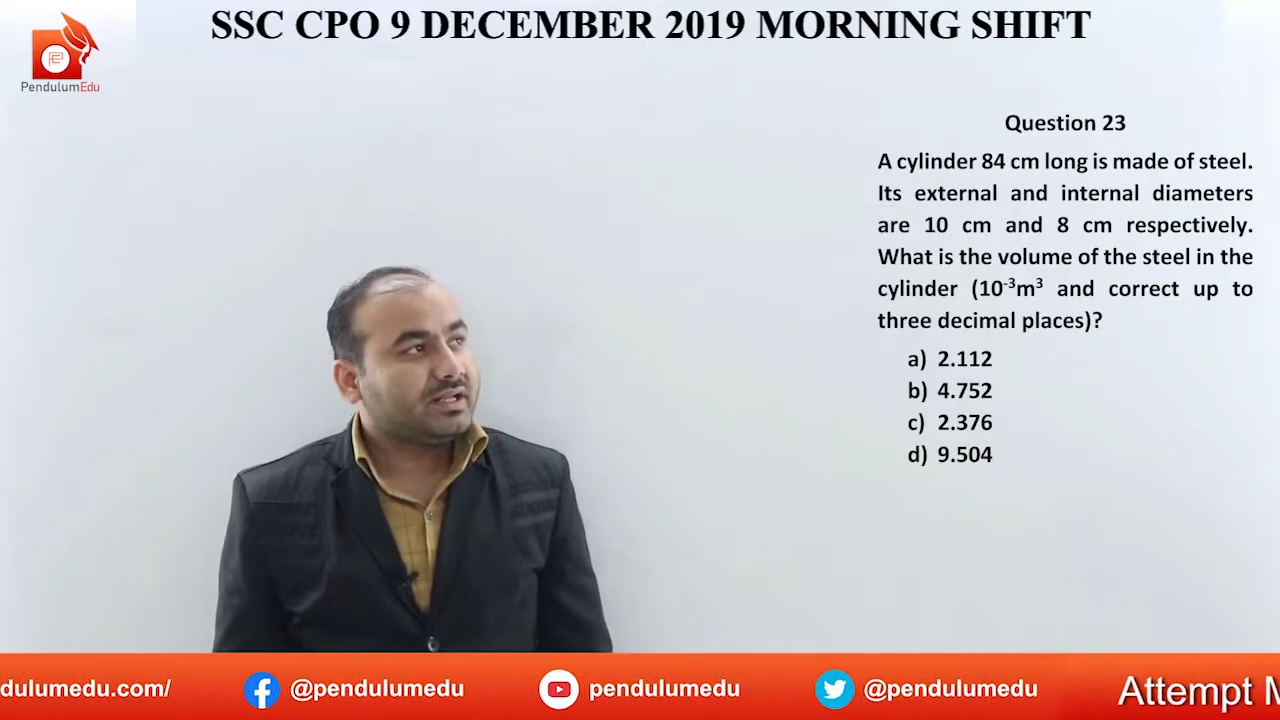 SSC CPO 9 DECEMBER 2019 MORNING SHIFT
PendulumEdu
Question 23
A cylinder 84 cm long is made of steel.
Its external and internal diameters
are 10 cm and 8 cm respectively.
What is the volume of the steel in the
cylinder (10⁻³m³ and correct up to
three decimal places)?
a) 2.112
b) 4.752
c) 2.376
d) 9.504
dulumedu.com/
@pendulumedu
pendulumedu
@pendulumedu
Attempt M